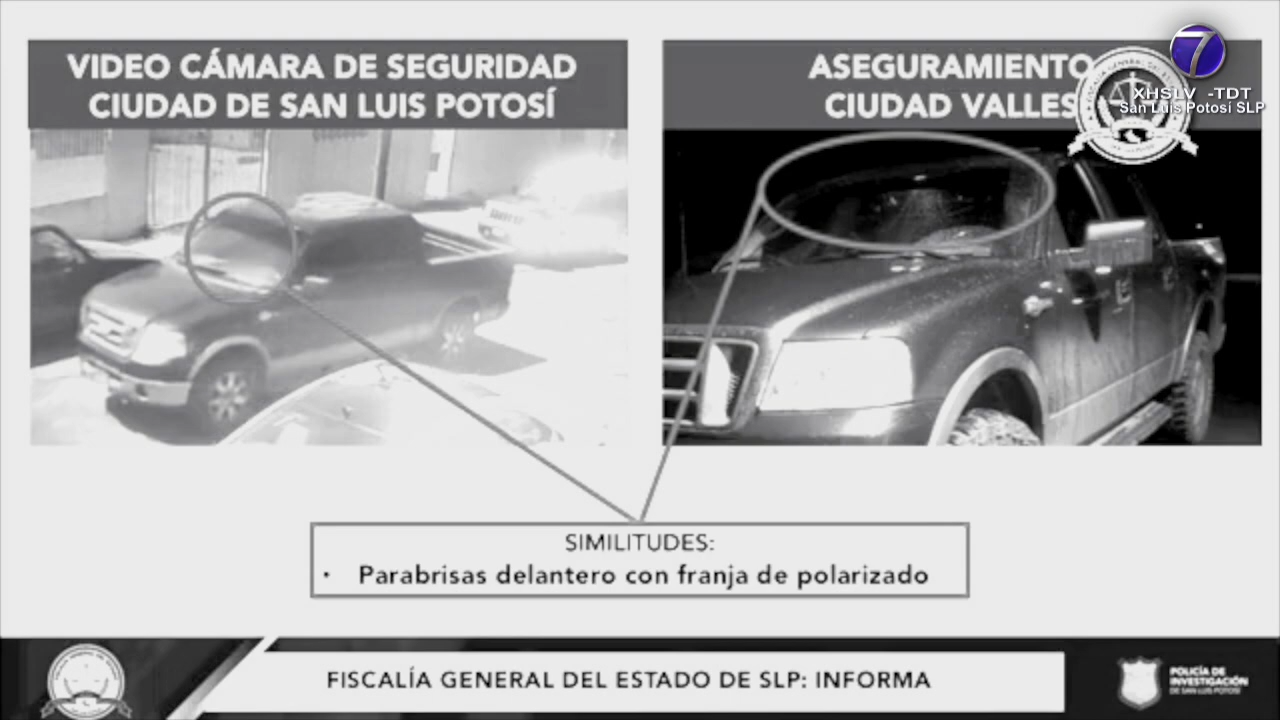 VIDEO CÁMARA DE SEGURIDAD
CIUDAD DE SAN LUIS POTOSÍ
ASEGURAMIENTO
CIUDAD VALLES
7
XHSLV -TDT
San Luis Potosí SLP
SIMILITUDES:
• Parabrisas delantero con franja de polarizado
FISCALÍA GENERAL DEL ESTADO DE SLP: INFORMA
POLICÍA DE
INVESTIGACIÓN
DE SAN LUIS POTOSÍ